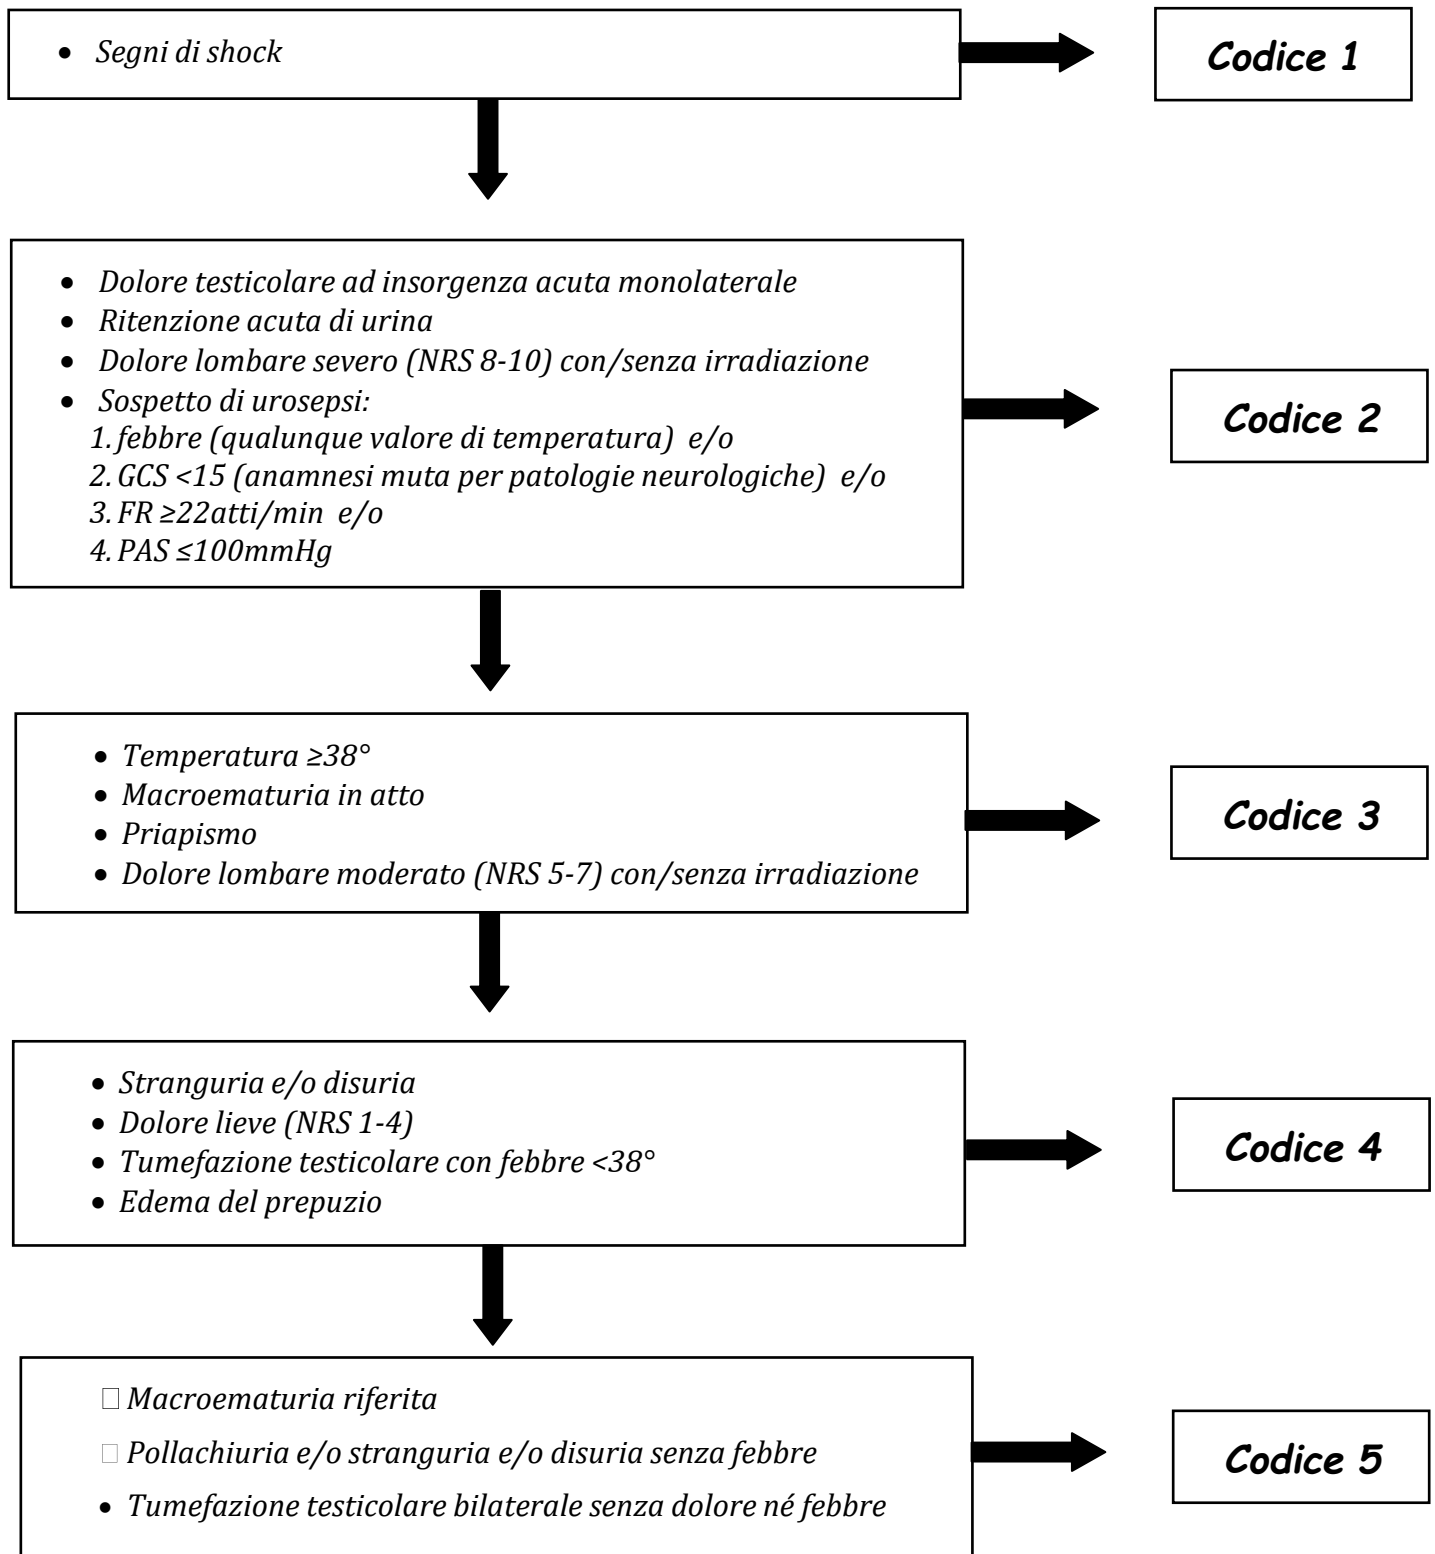 • Segni di shock
Codice 1
• Dolore testicolare ad insorgenza acuta monolaterale
• Ritenzione acuta di urina
• Dolore lombare severo (NRS 8-10) con/senza irradiazione
• Sospetto di urosepsi:
1. febbre (qualunque valore di temperatura) e/o
2. GCS <15 (anamnesi muta per patologie neurologiche) e/o
3. FR ≥22atti/min e/o
4. PAS ≤100mmHg
Codice 2
• Temperatura ≥38°
• Macroematuria in atto
• Priapismo
• Dolore lombare moderato (NRS 5-7) con/senza irradiazione
Codice 3
• Stranguria e/o disuria
• Dolore lieve (NRS 1-4)
• Tumefazione testicolare con febbre <38°
• Edema del prepuzio
Codice 4
□ Macroematuria riferita
□ Pollachiuria e/o stranguria e/o disuria senza febbre
• Tumefazione testicolare bilaterale senza dolore né febbre
Codice 5